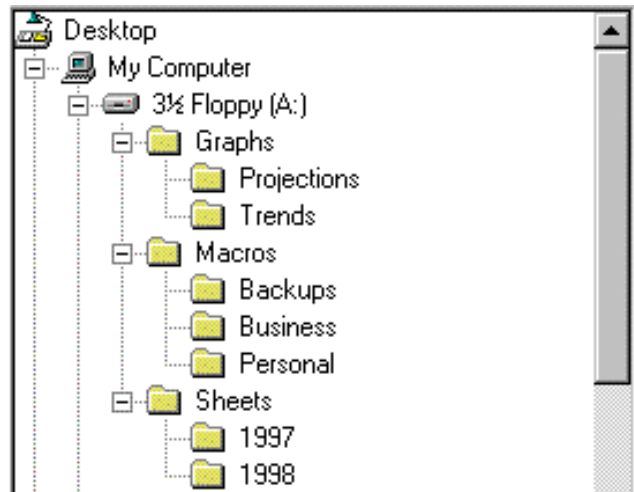 Desktop
My Computer
3½ Floppy (A:)
Graphs
Projections
Trends
Macros
Backups
Business
Personal
Sheets
1997
1998